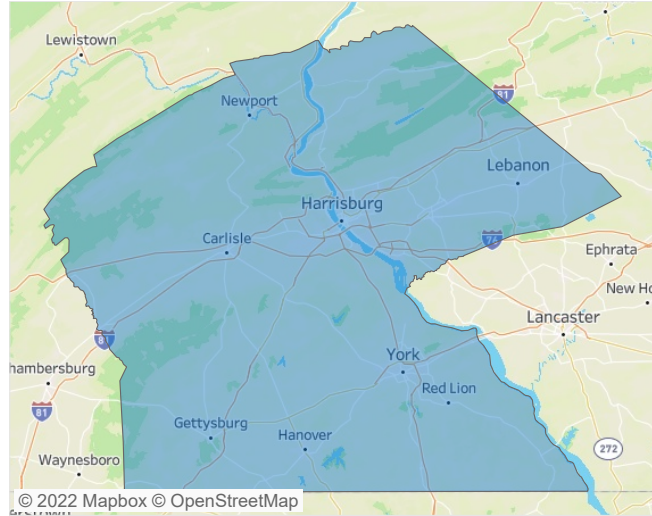 Lewistown
81
Newport
Lebanon
Harrisburg
Carlisle
76
Ephrata
New Ho
Lancaster
81
York
hambersburg
Red Lion
81
Gettysburg
Hanover
272
Waynesboro
© 2022 Mapbox © OpenStreetMap